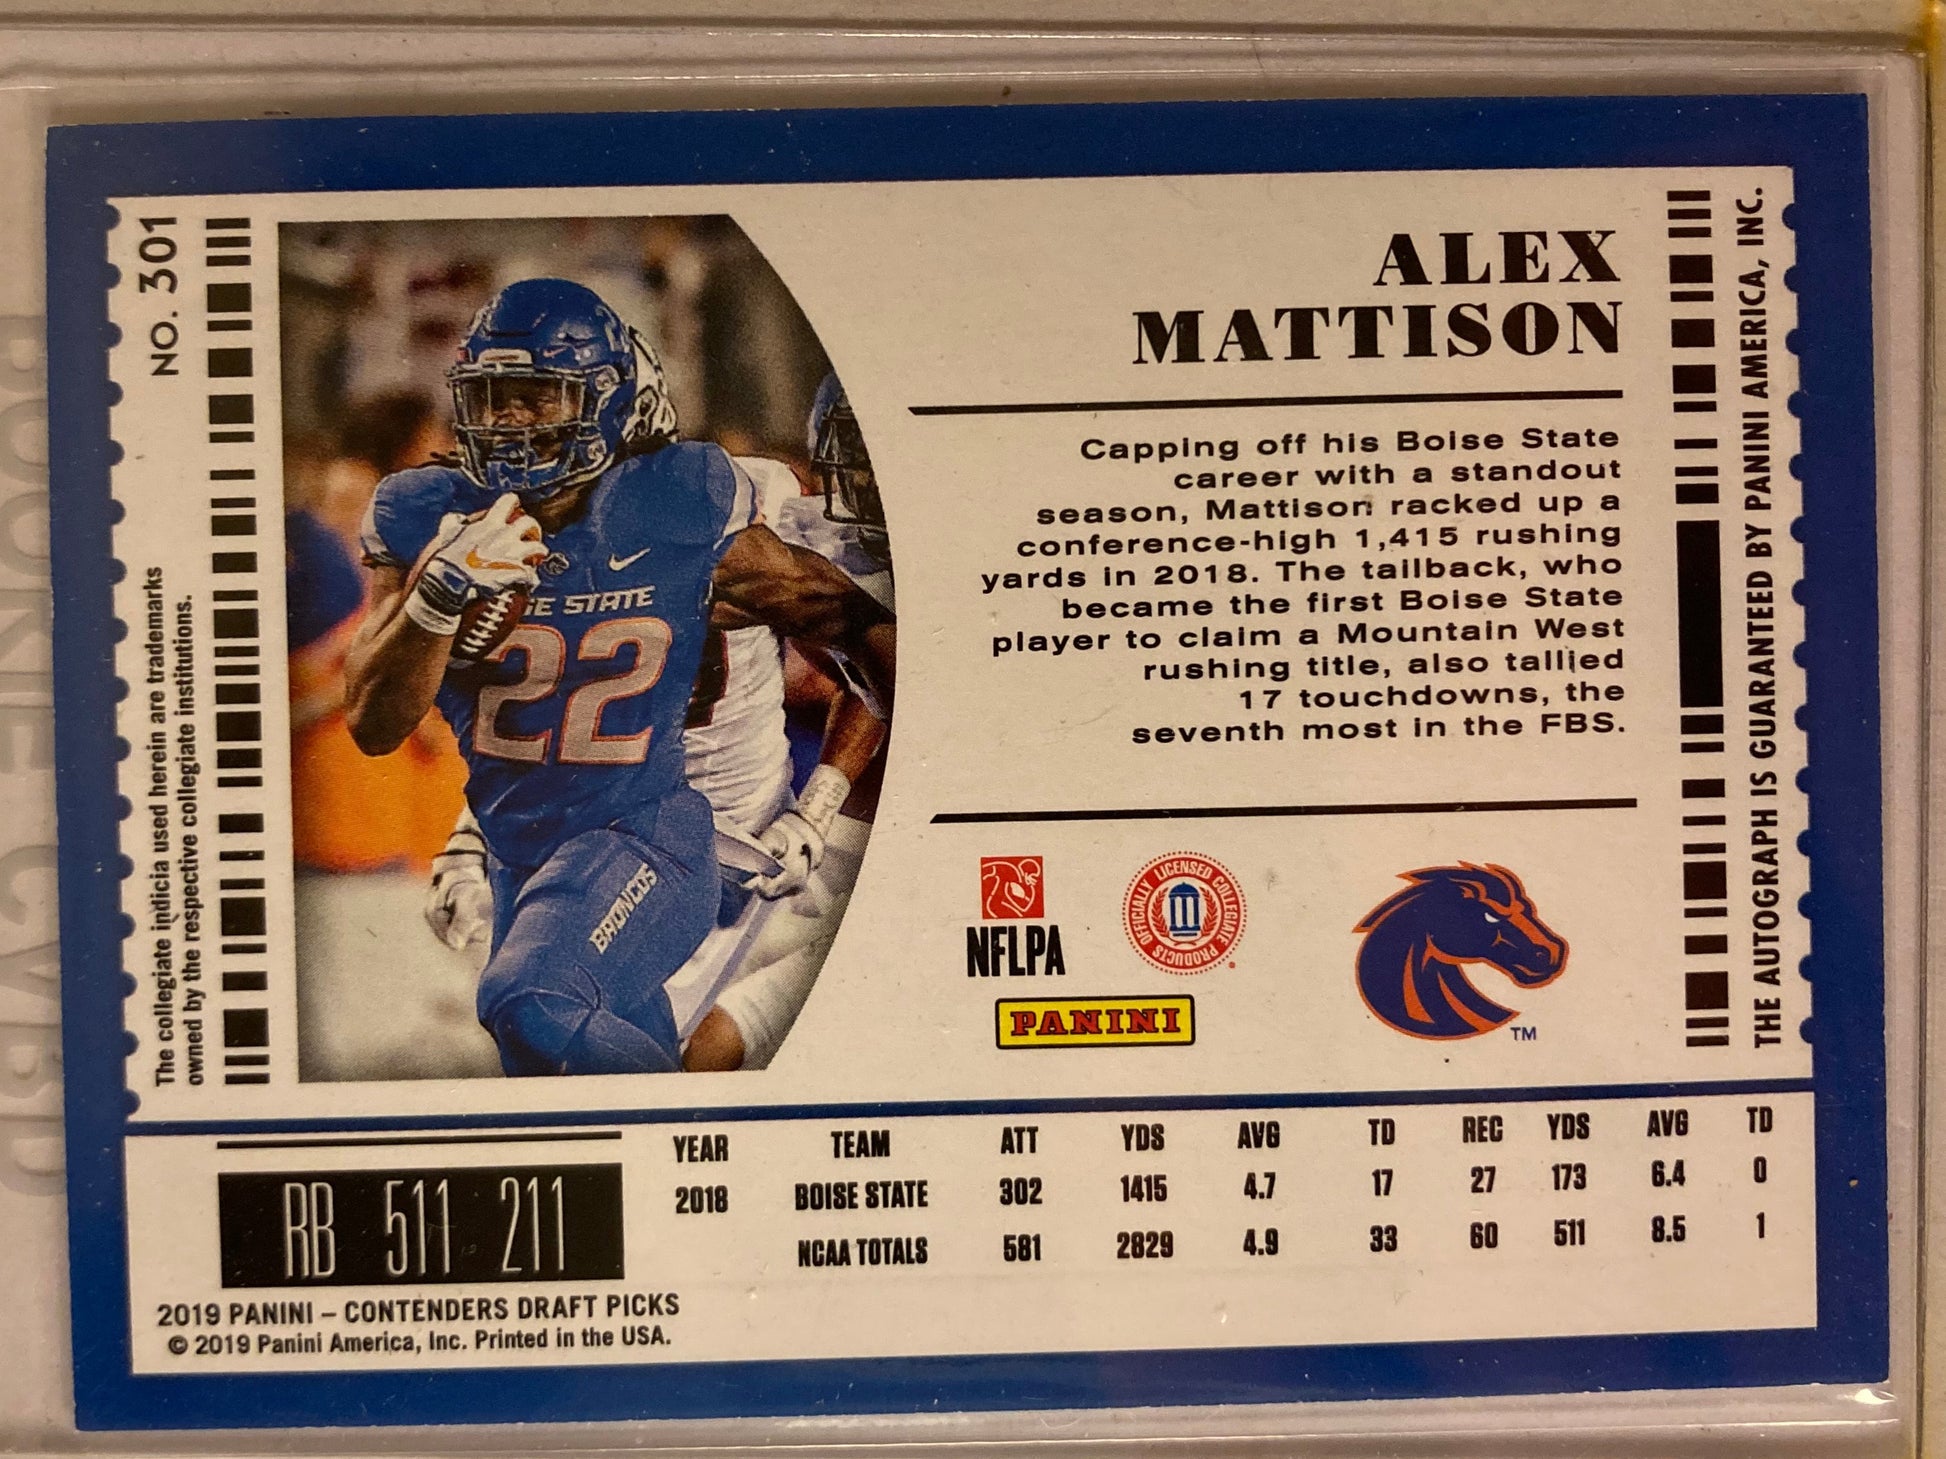 NO. 301
The collegiate indicia used herein are trademarks
owned by the respective collegiate institutions.
E STATE
22
BRONCOS
ALEX
MATTISON
Capping off his Boise State
career with a standout
season, Mattison racked up a
conference-high 1,415 rushing
yards in 2018. The tailback, who
became the first Boise State
player to claim a Mountain West
rushing title, also tallied
17 touchdowns, the
seventh most in the FBS.
NFLPA
OFFICIALLY LICENSED COLLEGIATE PRODUCTS
PANINI
TM
THE AUTOGRAPH IS GUARANTEED BY PANINI AMERICA, INC.
RB 511 211
YEAR TEAM ATT YDS AVG TD REC YDS AVG TD
2018 BOISE STATE 302 1415 4.7 17 27 173 6.4 0
NCAA TOTALS 581 2829 4.9 33 60 511 8.5 1
2019 PANINI – CONTENDERS DRAFT PICKS
© 2019 Panini America, Inc. Printed in the USA.